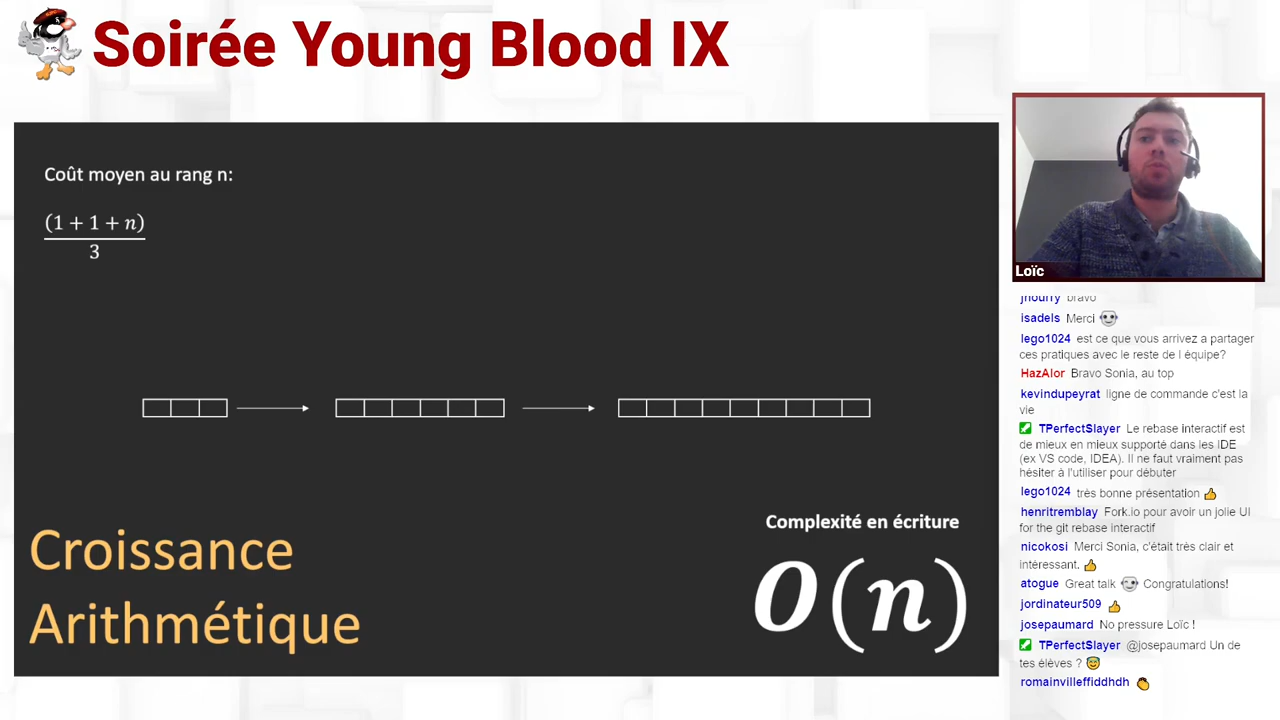 Soirée Young Blood IX
Coût moyen au rang n:
(1 + 1 + n)
3
Croissance
Arithmétique
Complexité en écriture
O(n)
Loïc
jhourry bravo
isadels Merci
lego1024 est ce que vous arrivez a partager
ces pratiques avec le reste de l équipe?
HazAlor Bravo Sonia, au top
kevindupeyrat ligne de commande c'est la
vie
TPerfectSlayer Le rebase interactif est
de mieux en mieux supporté dans les IDE
(ex VS code, IDEA). Il ne faut vraiment pas
hésiter à l'utiliser pour débuter
lego1024 très bonne présentation 👍
henritremblay Fork.io pour avoir un jolie UI
for the git rebase interactif
nicokosi Merci Sonia, c'était très clair et
intéressant. 👍
atogue Great talk Congratulations!
jordinateur509 👍
josepaumard No pressure Loïc !
TPerfectSlayer @josepaumard Un de
tes élèves ? 😇
romainvilleffiddhdh 👏